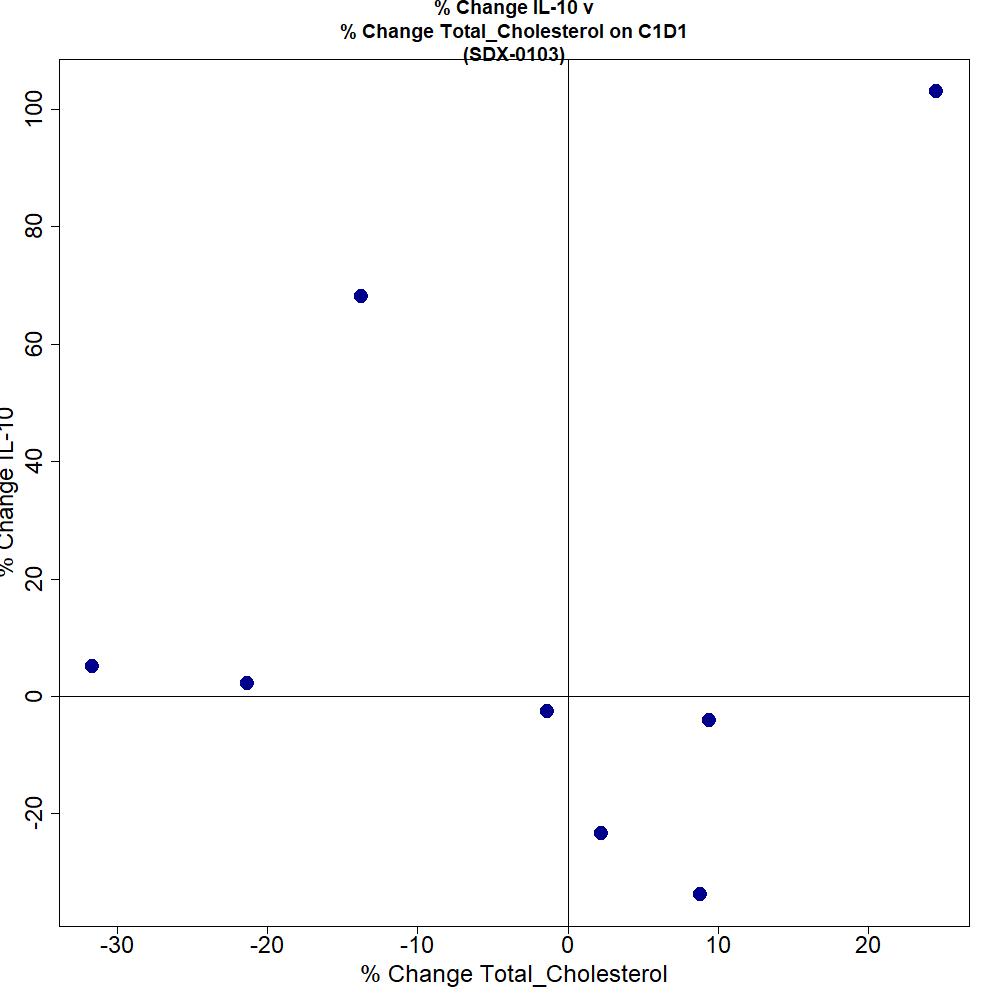 % Change IL-10 v
% Change Total_Cholesterol on C1D1
(SDX-0103)
% Change IL-10
100
80
60
40
20
0
-20
-30
-20
-10
0
10
20
% Change Total_Cholesterol